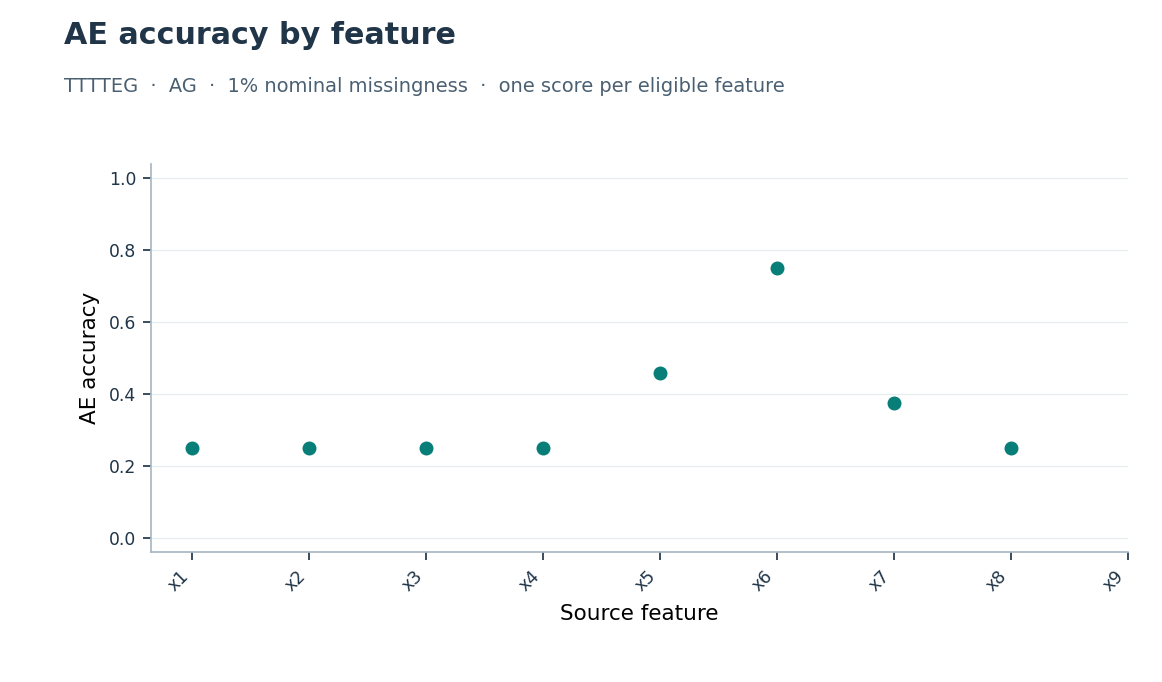 AE accuracy by feature
TTTTEG · AG · 1% nominal missingness · one score per eligible feature
AE accuracy
1.0
0.8
0.6
0.4
0.2
0.0
x1 x2 x3 x4 x5 x6 x7 x8 x9
Source feature